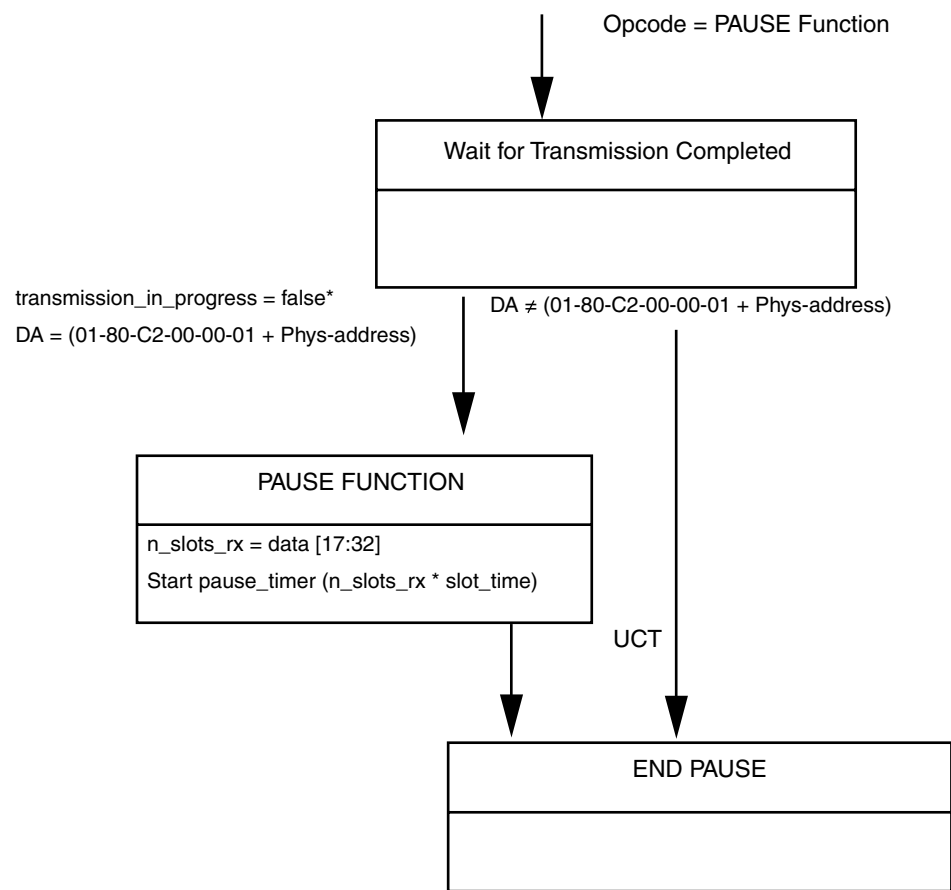 Opcode = PAUSE Function
Wait for Transmission Completed
transmission_in_progress = false*
DA = (01-80-C2-00-00-01 + Phys-address)
DA ≠ (01-80-C2-00-00-01 + Phys-address)
PAUSE FUNCTION
n_slots_rx = data [17:32]
Start pause_timer (n_slots_rx * slot_time)
UCT
END PAUSE